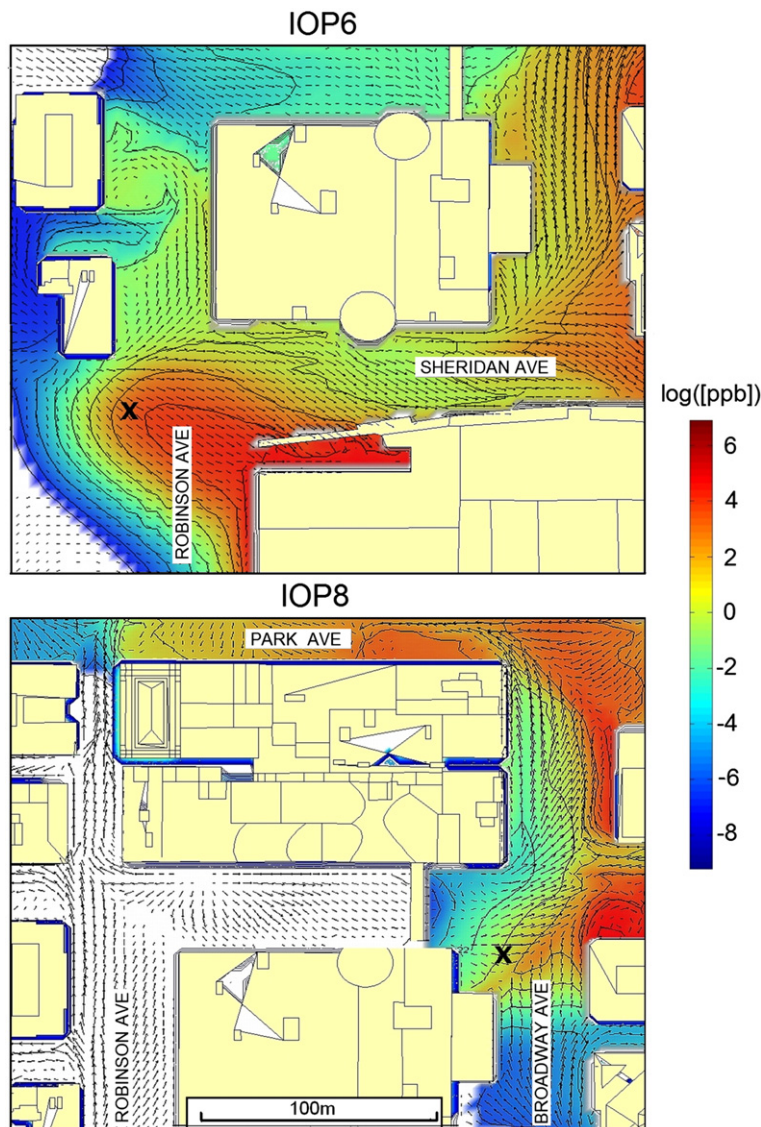 IOP6
SHERIDAN AVE
X
ROBINSON AVE
log([ppb])
6
4
2
0
-2
-4
-6
-8
IOP8
PARK AVE
X
ROBINSON AVE
BROADWAY AVE
100m